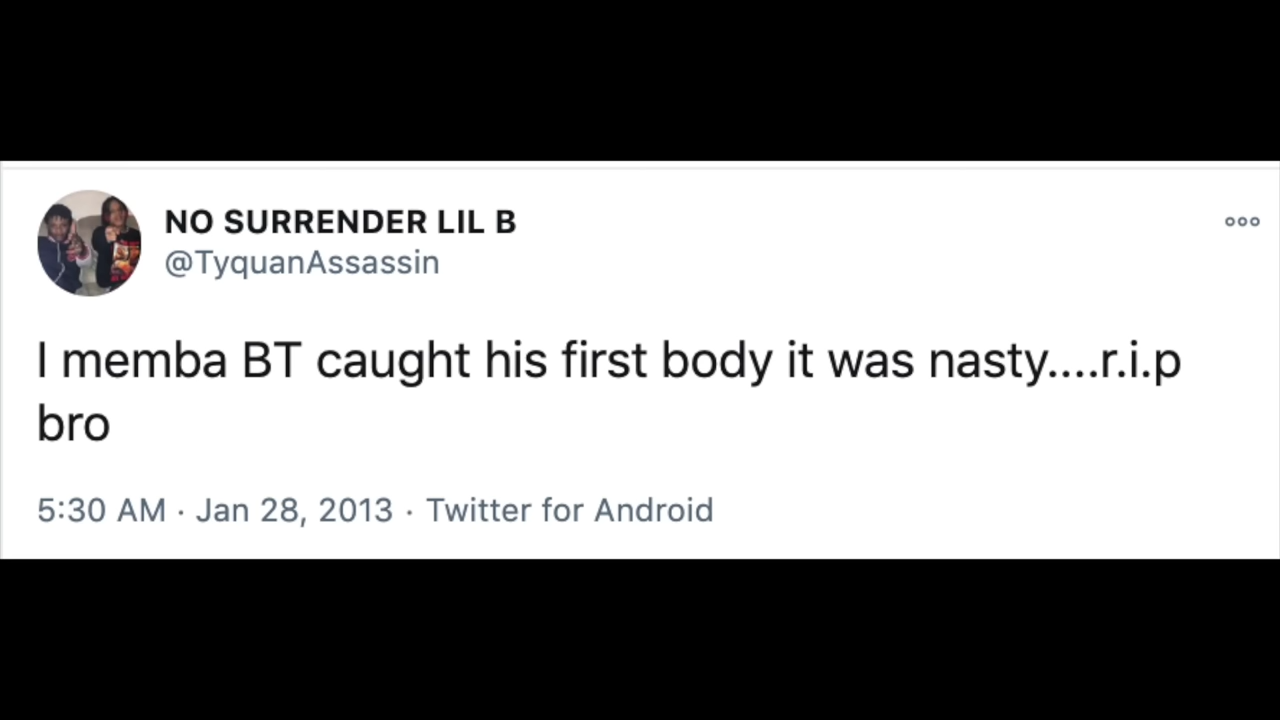 NO SURRENDER LIL B
@TyquanAssassin
I memba BT caught his first body it was nasty....r.i.p
bro
5:30 AM · Jan 28, 2013 · Twitter for Android